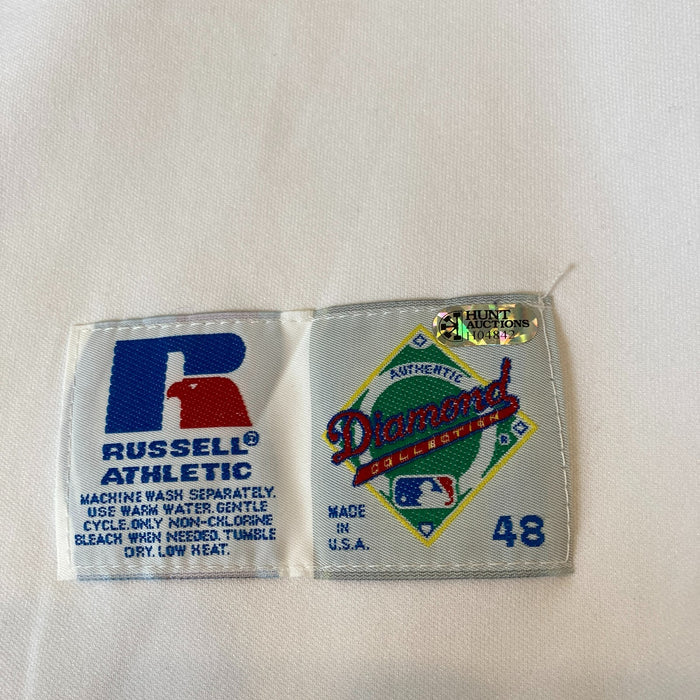 R
RUSSELL®
ATHLETIC
MACHINE WASH SEPARATELY.
USE WARM WATER. GENTLE
CYCLE. ONLY NON-CHLORINE
BLEACH WHEN NEEDED. TUMBLE
DRY. LOW HEAT.
HUNT
AUCTIONS
H04842
AUTHENTIC
Diamond
COLLECTION
®
MADE
IN
U.S.A.
48